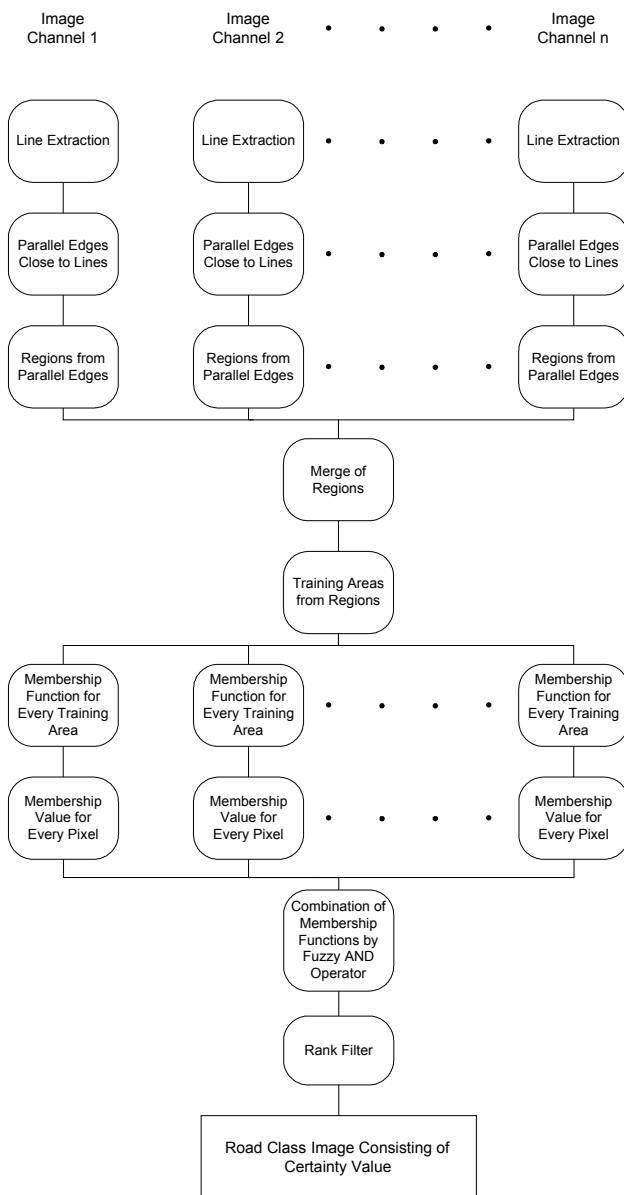 Image
Channel 1
Image
Channel 2
Image
Channel n
Line Extraction
Line Extraction
Line Extraction
Parallel Edges
Close to Lines
Parallel Edges
Close to Lines
Parallel Edges
Close to Lines
Regions from
Parallel Edges
Regions from
Parallel Edges
Regions from
Parallel Edges
Merge of
Regions
Training Areas
from Regions
Membership
Function for
Every Training
Area
Membership
Function for
Every Training
Area
Membership
Function for
Every Training
Area
Membership
Value for
Every Pixel
Membership
Value for
Every Pixel
Membership
Value for
Every Pixel
Combination of
Membership
Functions by
Fuzzy AND
Operator
Rank Filter
Road Class Image Consisting of
Certainty Value